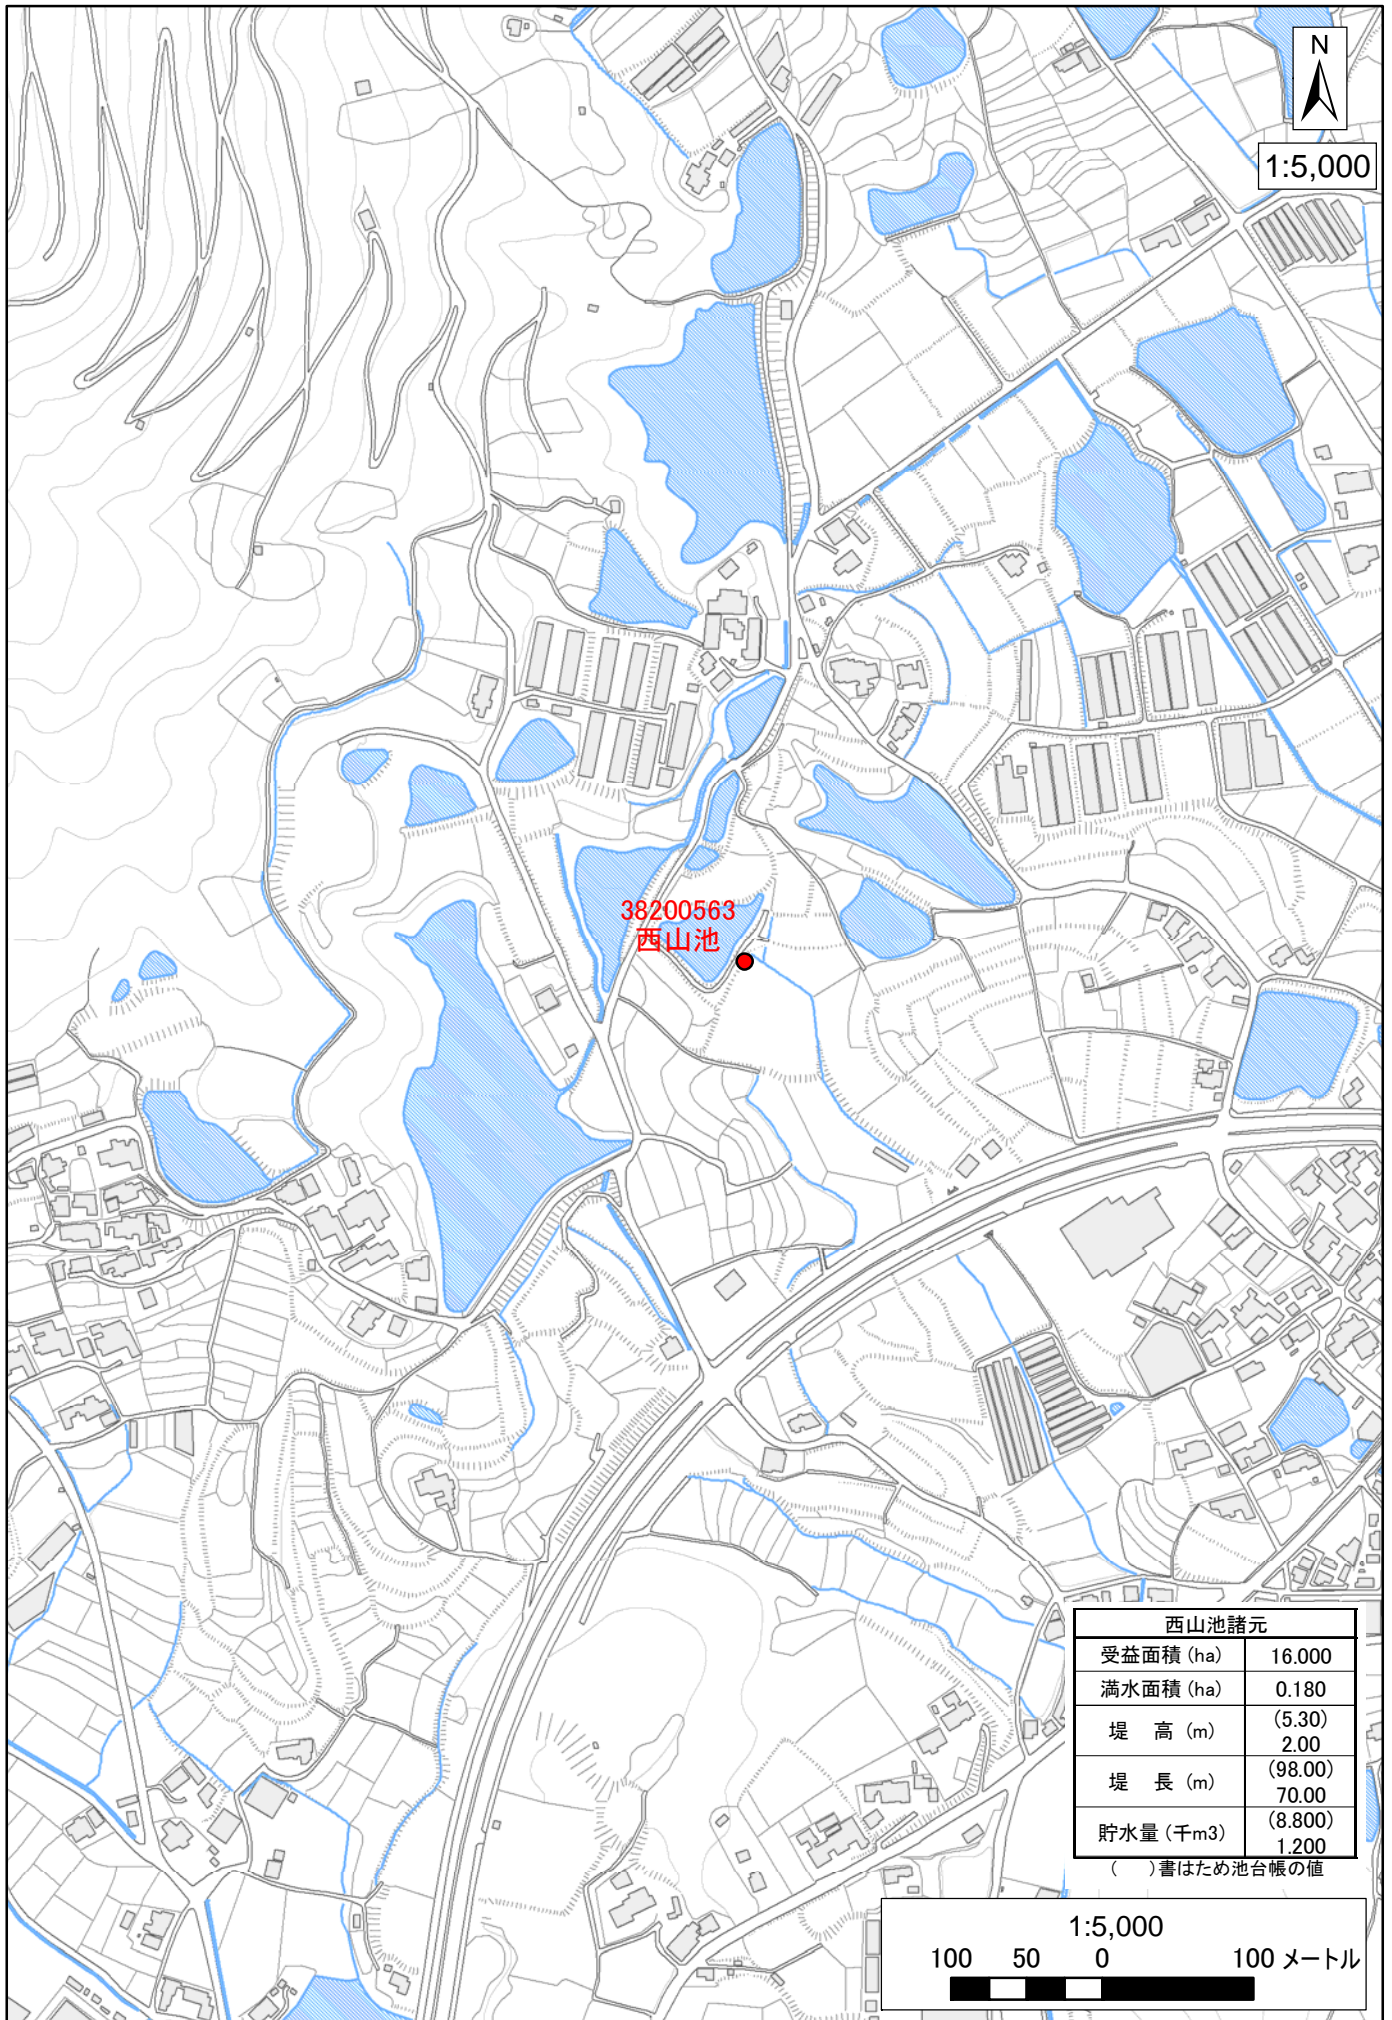 N
1:5,000
38200563
西山池
西山池諸元
受益面積 (ha) 16.000
満水面積 (ha) 0.180
堤 高 (m) (5.30) 2.00
堤 長 (m) (98.00) 70.00
貯水量 (千m3) (8.800) 1.200
( )書はため池台帳の値
1:5,000
100 50 0 100 メートル